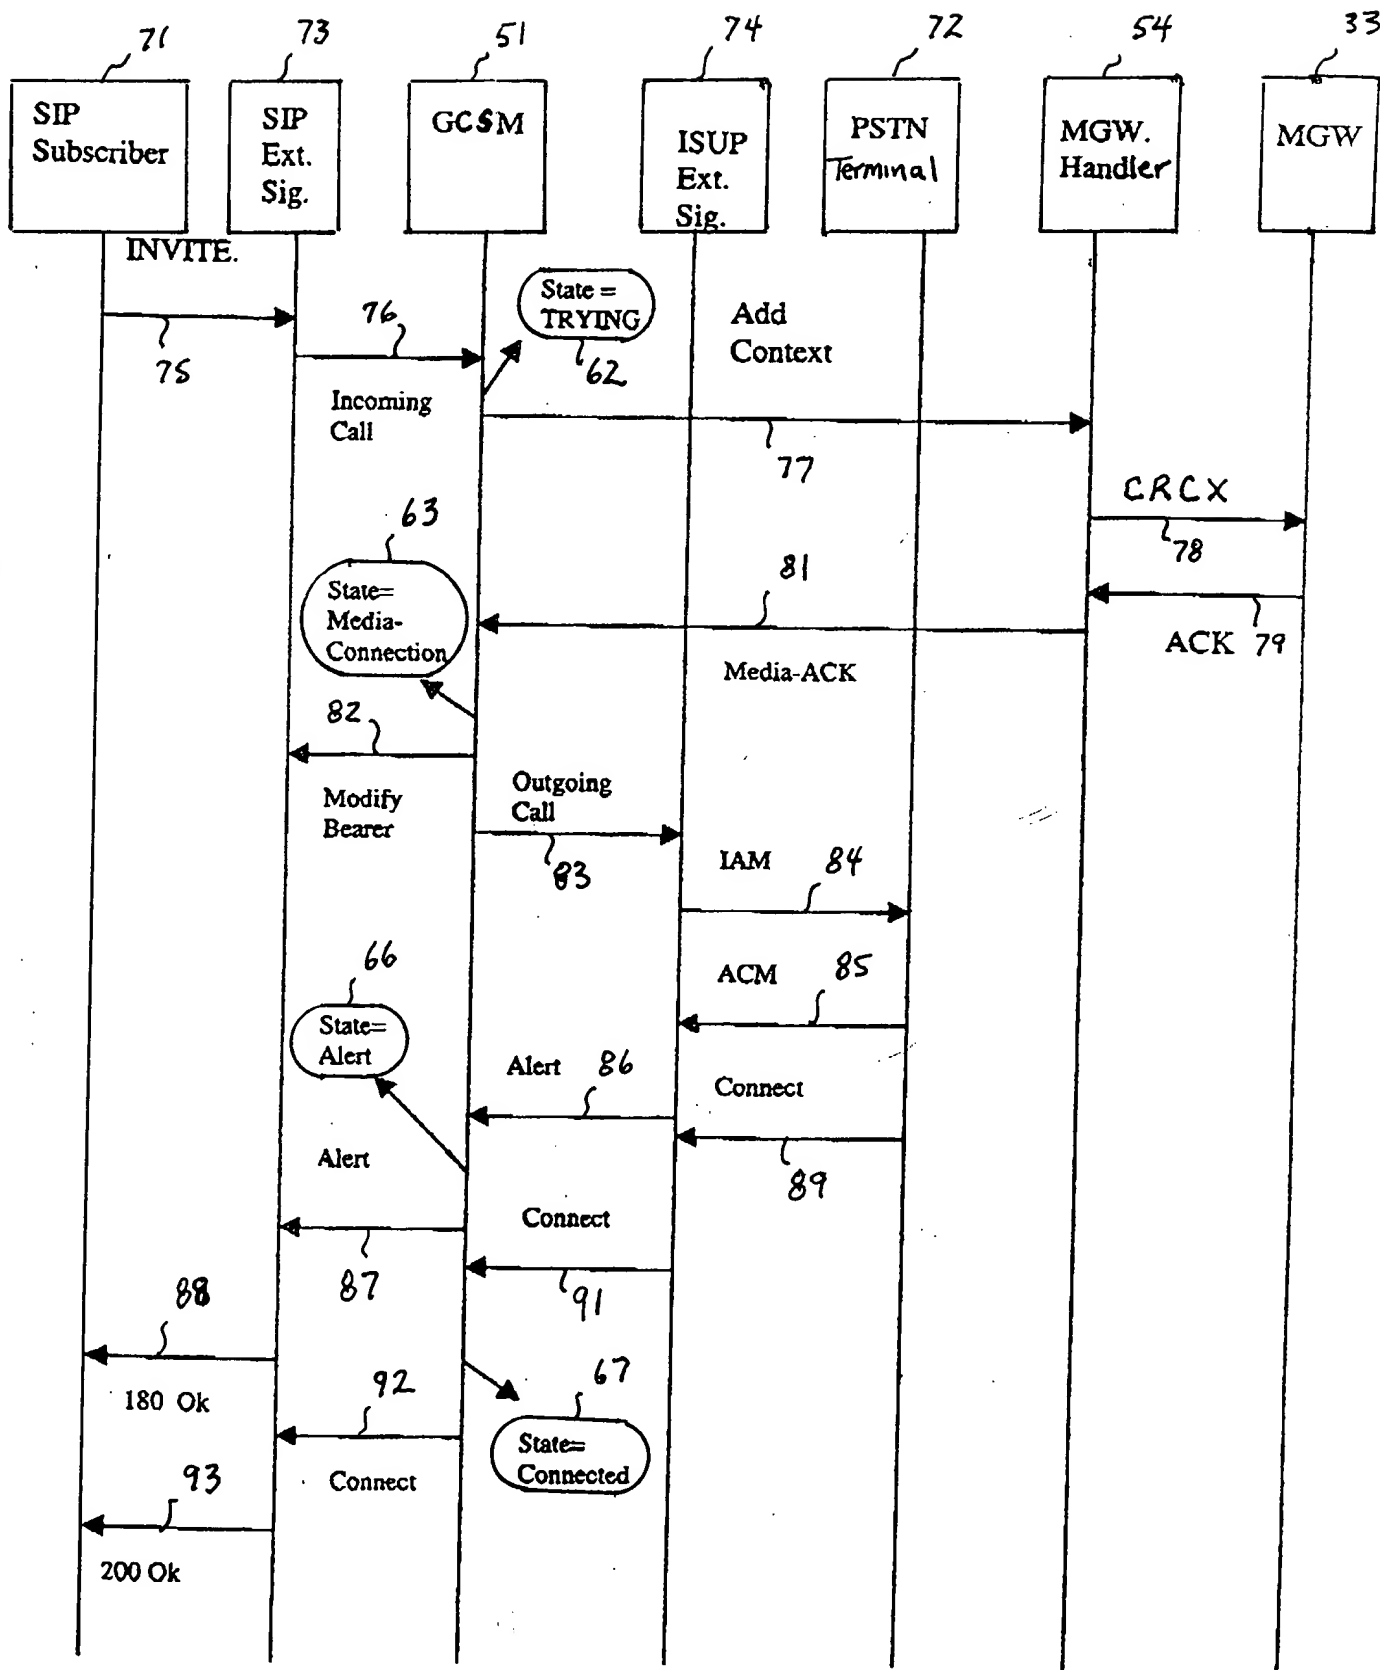 71
73
51
74
72
54
33
SIP
Subscriber
SIP
Ext.
Sig.
GCSM
ISUP
Ext.
Sig.
PSTN
Terminal
MGW.
Handler
MGW
INVITE.
75
76
Incoming
Call
State =
TRYING
62
Add
Context
77
CRCX
78
63
State=
Media-
Connection
81
Media-ACK
ACK 79
82
Modify
Bearer
Outgoing
Call
83
IAM 84
66
State=
Alert
ACM 85
Alert 86
Connect
89
Alert
87
Connect
91
88
180 Ok
92
Connect
67
State=
Connected
93
200 Ok